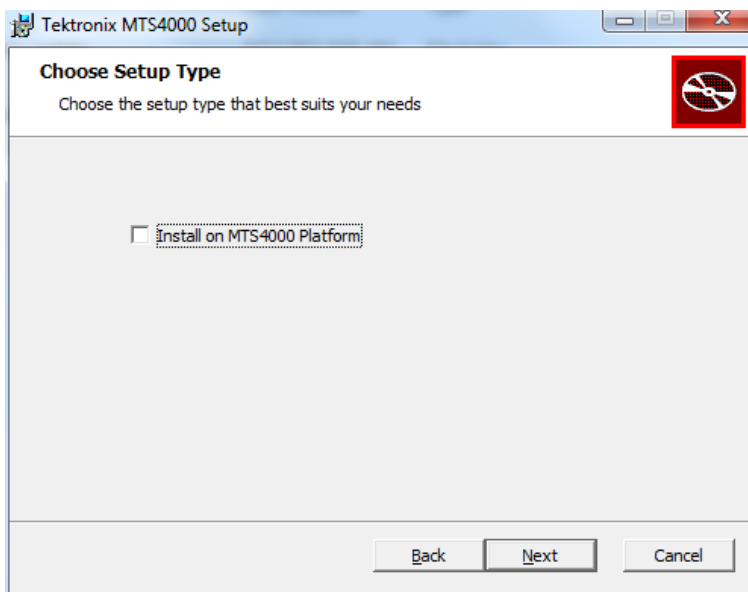 Tektronix MTS4000 Setup
Choose Setup Type
Choose the setup type that best suits your needs
Install on MTS4000 Platform
Back Next Cancel